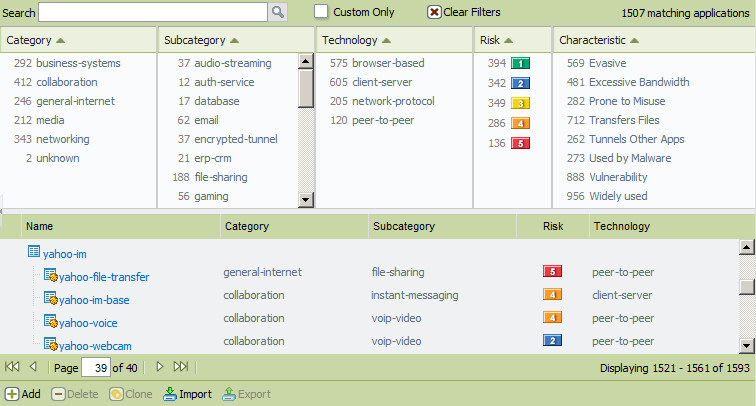 Search Custom Only Clear Filters 1507 matching applications
Category Subcategory Technology Risk Characteristic
292 business-systems 37 audio-streaming 575 browser-based 394 1 569 Evasive
412 collaboration 12 auth-service 605 client-server 342 2 481 Excessive Bandwidth
246 general-internet 17 database 205 network-protocol 349 3 282 Prone to Misuse
212 media 62 email 120 peer-to-peer 286 4 712 Transfers Files
343 networking 37 encrypted-tunnel 136 5 262 Tunnels Other Apps
2 unknown 21 erp-crm 273 Used by Malware
188 file-sharing 888 Vulnerability
56 gaming 956 Widely used
Name Category Subcategory Risk Technology
yahoo-im
yahoo-file-transfer general-internet file-sharing 5 peer-to-peer
yahoo-im-base collaboration instant-messaging 4 client-server
yahoo-voice collaboration voip-video 4 peer-to-peer
yahoo-webcam collaboration voip-video 2 peer-to-peer
Page 39 of 40 Displaying 1521 - 1561 of 1593
Add Delete Clone Import Export